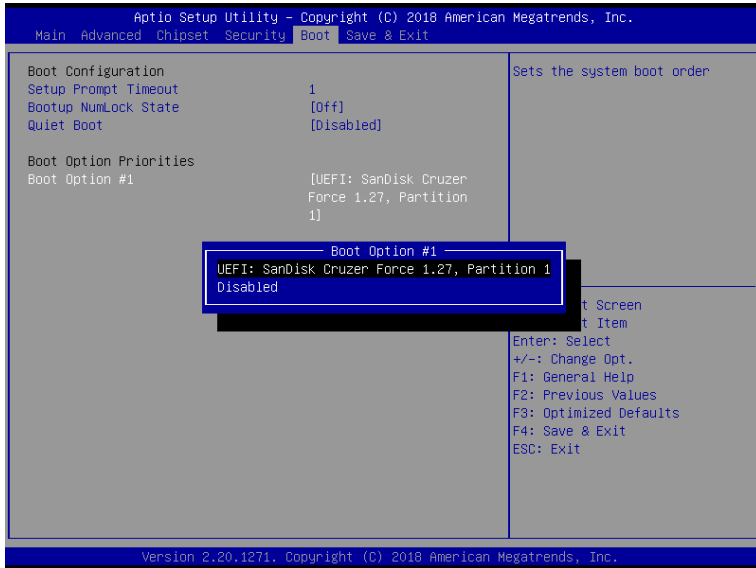 Aptio Setup Utility – Copyright (C) 2018 American Megatrends, Inc.
Main Advanced Chipset Security Boot Save & Exit
Boot Configuration
Setup Prompt Timeout 1
Bootup NumLock State [Off]
Quiet Boot [Disabled]
Boot Option Priorities
Boot Option #1 [UEFI: SanDisk Cruzer
Force 1.27, Partition
1]
Sets the system boot order
Boot Option #1
UEFI: SanDisk Cruzer Force 1.27, Partition 1
Disabled
t Screen
t Item
Enter: Select
+/-: Change Opt.
F1: General Help
F2: Previous Values
F3: Optimized Defaults
F4: Save & Exit
ESC: Exit
Version 2.20.1271. Copyright (C) 2018 American Megatrends, Inc.